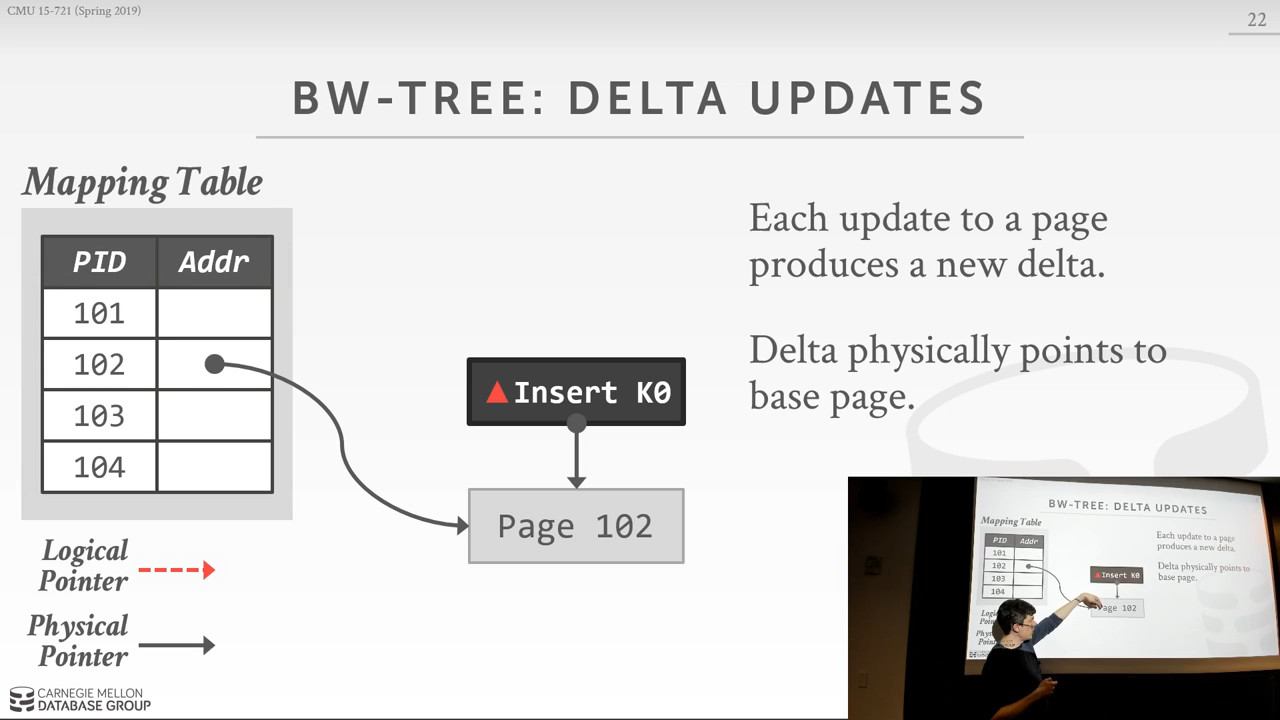 CMU 15-721 (Spring 2019)
22
BW-TREE: DELTA UPDATES
Mapping Table
PID Addr
101
102
103
104
Logical
Pointer
Physical
Pointer
▲Insert K0
Page 102
Each update to a page
produces a new delta.
Delta physically points to
base page.
CARNEGIE MELLON
DATABASE GROUP
BW-TREE: DELTA UPDATES
Mapping Table
PID Addr
101
102
103
104
▲Insert K0
Page 102
Each update to a page
produces a new delta.
Delta physically points to
base page.